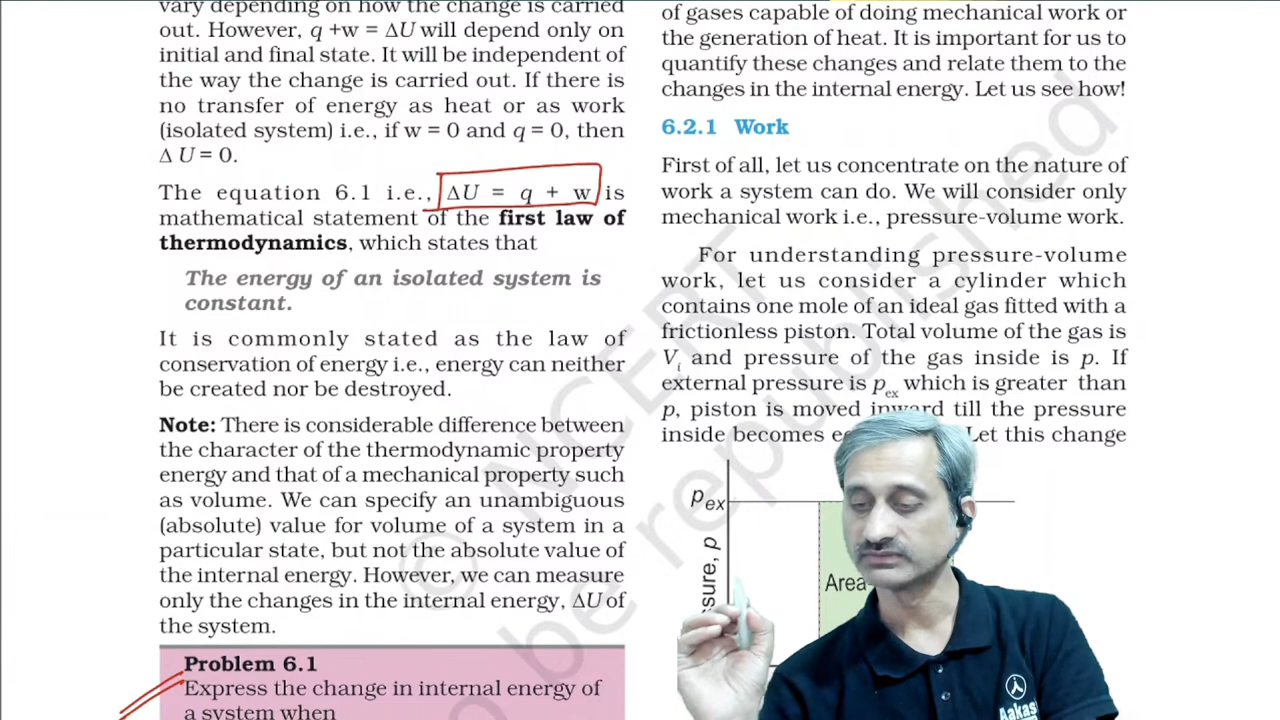 vary depending on how the change is carried
out. However, q +w = ΔU will depend only on
initial and final state. It will be independent of
the way the change is carried out. If there is
no transfer of energy as heat or as work
(isolated system) i.e., if w = 0 and q = 0, then
Δ U = 0.
The equation 6.1 i.e., ΔU = q + w is
mathematical statement of the first law of
thermodynamics, which states that
The energy of an isolated system is
constant.
It is commonly stated as the law of
conservation of energy i.e., energy can neither
be created nor be destroyed.
Note: There is considerable difference between
the character of the thermodynamic property
energy and that of a mechanical property such
as volume. We can specify an unambiguous
(absolute) value for volume of a system in a
particular state, but not the absolute value of
the internal energy. However, we can measure
only the changes in the internal energy, ΔU of
the system.
Problem 6.1
Express the change in internal energy of
a system when
of gases capable of doing mechanical work or
the generation of heat. It is important for us to
quantify these changes and relate them to the
changes in the internal energy. Let us see how!
6.2.1 Work
First of all, let us concentrate on the nature of
work a system can do. We will consider only
mechanical work i.e., pressure-volume work.
For understanding pressure-volume
work, let us consider a cylinder which
contains one mole of an ideal gas fitted with a
frictionless piston. Total volume of the gas is
Vi and pressure of the gas inside is p. If
external pressure is pex which is greater than
p, piston is moved inward till the pressure
inside becomes Let this change
pex
p
Area
© NCERT
be republished
Aakas